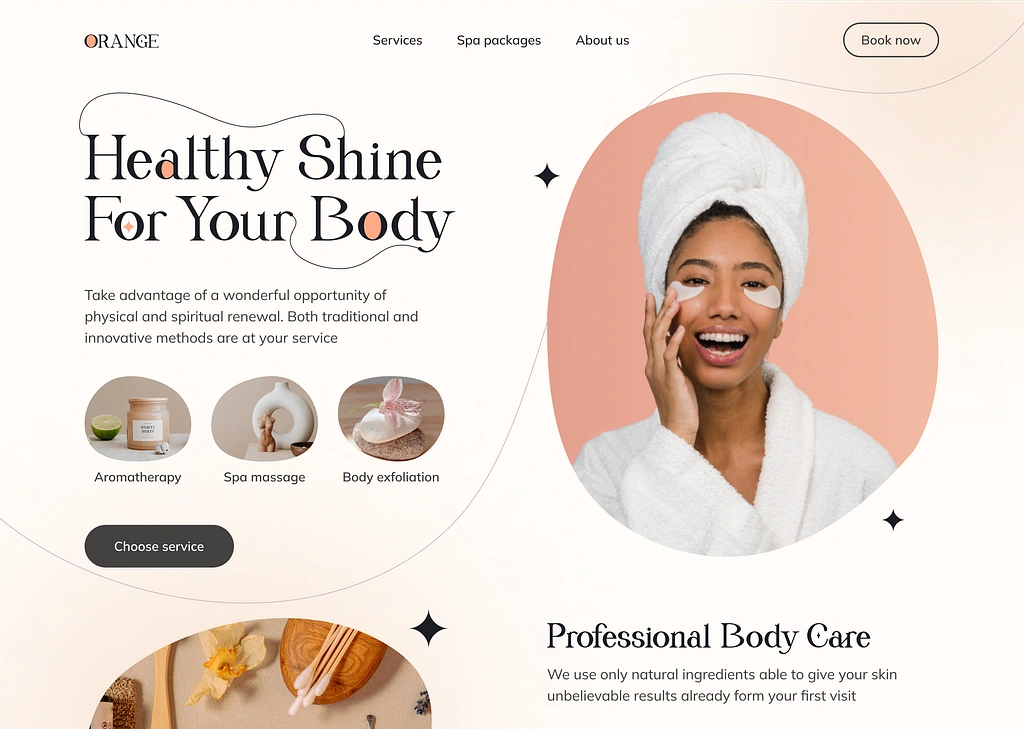 ORANGE
Services
Spa packages
About us
Book now
Healthy Shine
For Your Body
Take advantage of a wonderful opportunity of
physical and spiritual renewal. Both traditional and
innovative methods are at your service
Aromatherapy
Spa massage
Body exfoliation
Choose service
Professional Body Care
We use only natural ingredients able to give your skin
unbelievable results already form your first visit